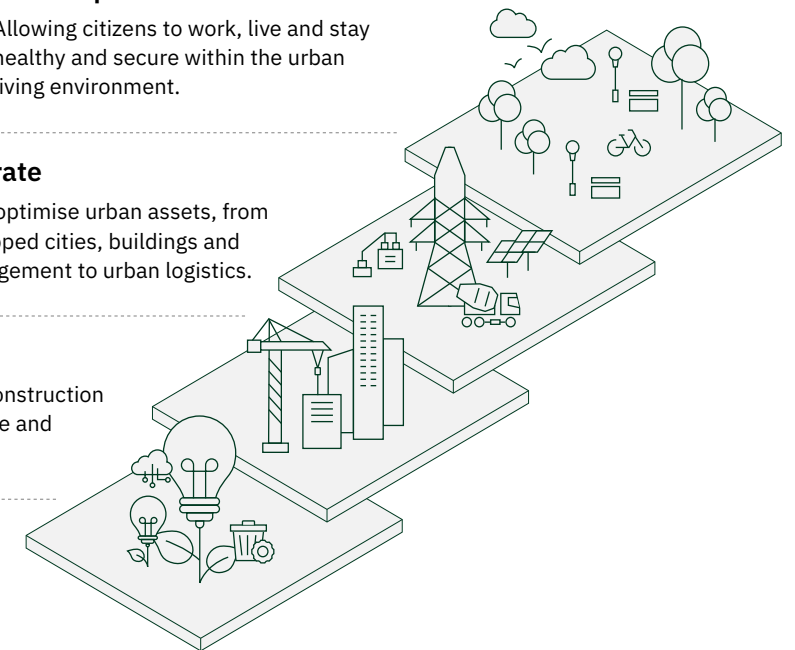 Allowing citizens to work, live and stay
healthy and secure within the urban
living environment.
rate
optimise urban assets, from
pped cities, buildings and
gement to urban logistics.
onstruction
e and